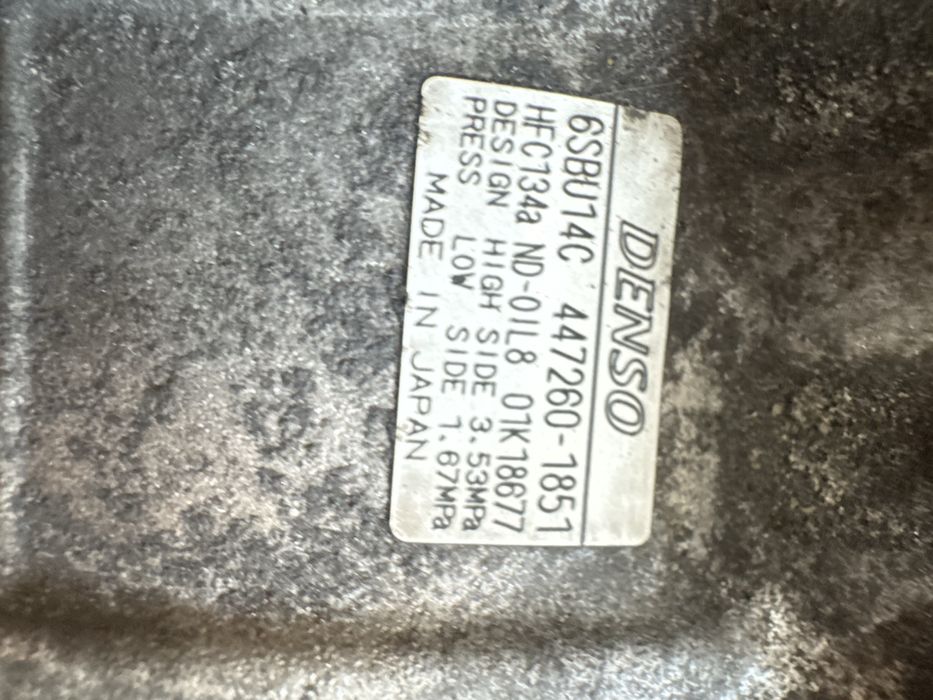 DENSO
6SBU14C 447260-1851
HFC134a ND-OIL8 01K18677
DESIGN HIGH SIDE 3.53MPa
PRESS LOW SIDE 1.67MPa
MADE IN JAPAN